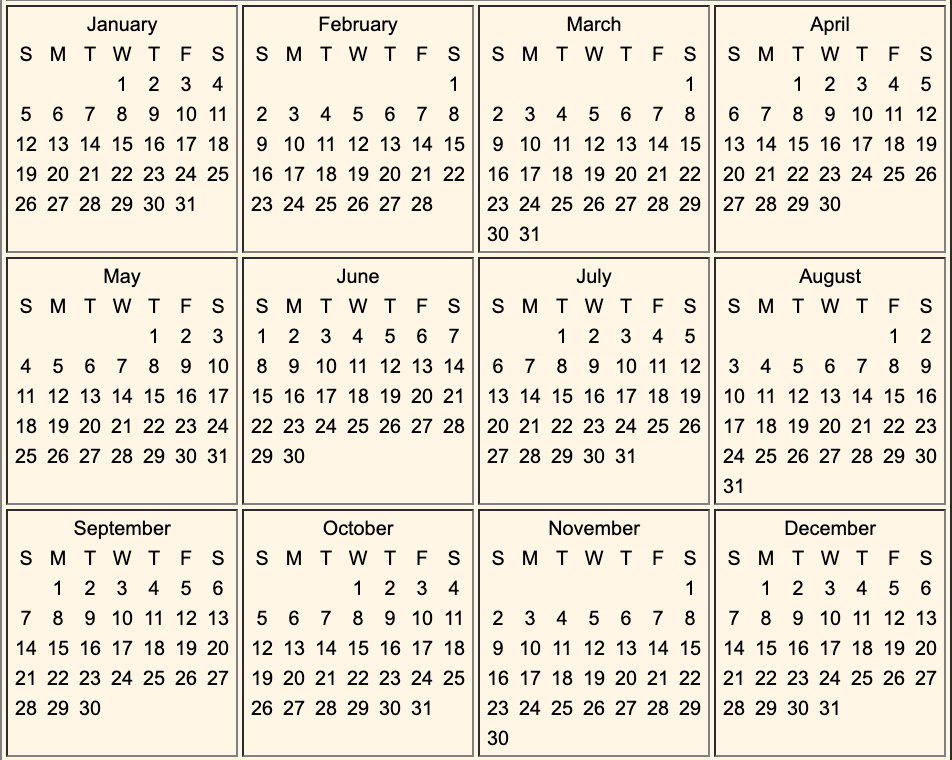 January
S M T W T F S
1 2 3 4
5 6 7 8 9 10 11
12 13 14 15 16 17 18
19 20 21 22 23 24 25
26 27 28 29 30 31
February
S M T W T F S
1
2 3 4 5 6 7 8
9 10 11 12 13 14 15
16 17 18 19 20 21 22
23 24 25 26 27 28
March
S M T W T F S
1
2 3 4 5 6 7 8
9 10 11 12 13 14 15
16 17 18 19 20 21 22
23 24 25 26 27 28 29
30 31
April
S M T W T F S
1 2 3 4 5
6 7 8 9 10 11 12
13 14 15 16 17 18 19
20 21 22 23 24 25 26
27 28 29 30
May
S M T W T F S
1 2 3
4 5 6 7 8 9 10
11 12 13 14 15 16 17
18 19 20 21 22 23 24
25 26 27 28 29 30 31
June
S M T W T F S
1 2 3 4 5 6 7
8 9 10 11 12 13 14
15 16 17 18 19 20 21
22 23 24 25 26 27 28
29 30
July
S M T W T F S
1 2 3 4 5
6 7 8 9 10 11 12
13 14 15 16 17 18 19
20 21 22 23 24 25 26
27 28 29 30 31
August
S M T W T F S
1 2
3 4 5 6 7 8 9
10 11 12 13 14 15 16
17 18 19 20 21 22 23
24 25 26 27 28 29 30
31
September
S M T W T F S
1 2 3 4 5 6
7 8 9 10 11 12 13
14 15 16 17 18 19 20
21 22 23 24 25 26 27
28 29 30
October
S M T W T F S
1 2 3 4
5 6 7 8 9 10 11
12 13 14 15 16 17 18
19 20 21 22 23 24 25
26 27 28 29 30 31
November
S M T W T F S
1
2 3 4 5 6 7 8
9 10 11 12 13 14 15
16 17 18 19 20 21 22
23 24 25 26 27 28 29
30
December
S M T W T F S
1 2 3 4 5 6
7 8 9 10 11 12 13
14 15 16 17 18 19 20
21 22 23 24 25 26 27
28 29 30 31